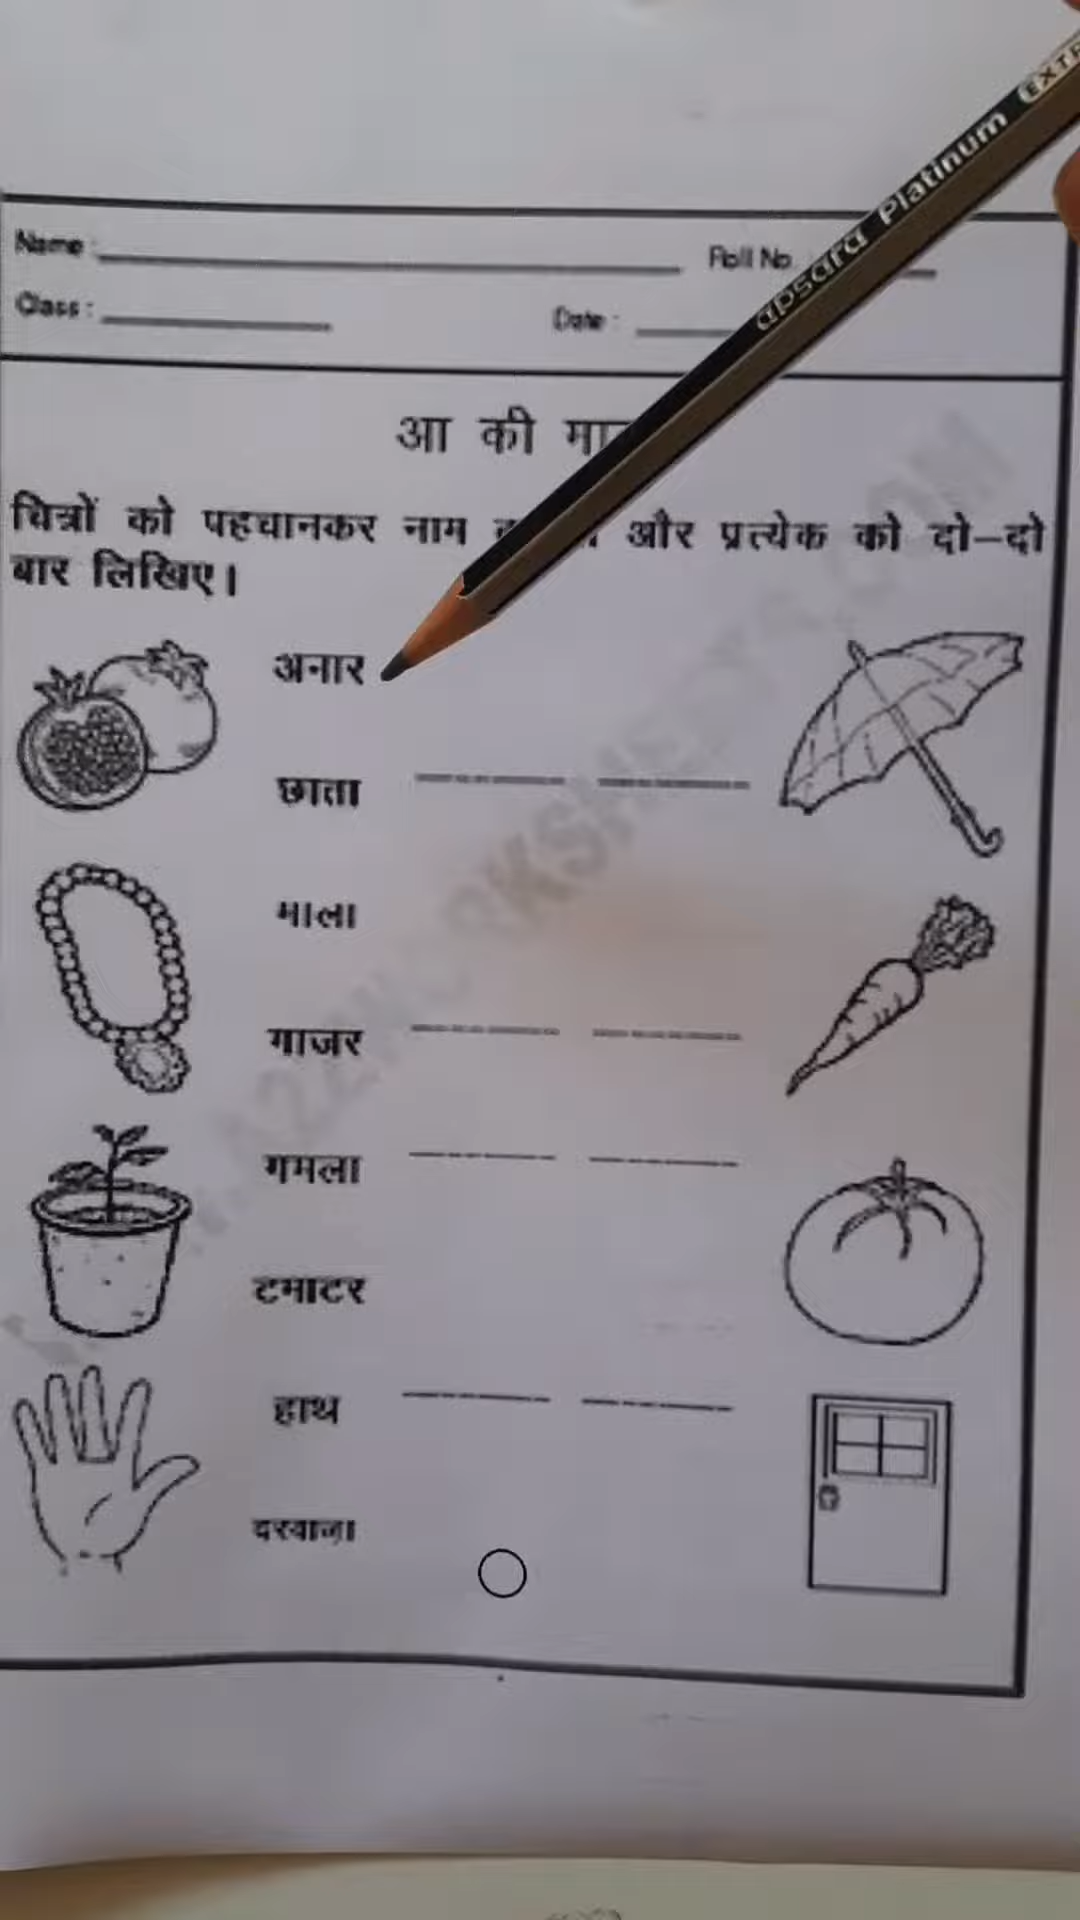 apsara Platinum EXTR
Name :
Roll No.
Class :
Date :
आ की
चित्रों को पहचानकर नाम और प्रत्येक को दो–दो
बार लिखिए।
अनार
छाता
माला
गाजर
गमला
टमाटर
हाथ
दरवाजा